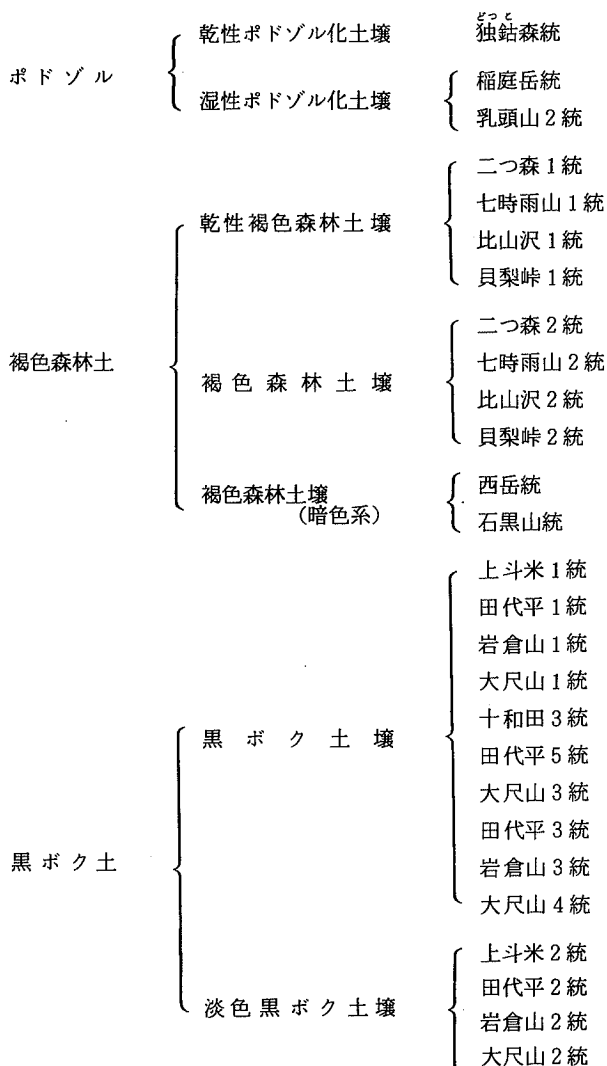 乾性ポドゾル化土壌 独鈷森統
どつこ
ポドゾル
湿性ポドゾル化土壌
稲庭岳統
乳頭山2統
二つ森1統
七時雨山1統
乾性褐色森林土壌
比山沢1統
貝梨峠1統
二つ森2統
褐色森林土
七時雨山2統
褐色森林土壌
比山沢2統
貝梨峠2統
褐色森林土壌
(暗色系)
西岳統
石黒山統
上斗米1統
田代平1統
岩倉山1統
大尺山1統
十和田3統
黒ボク土壌
田代平5統
大尺山3統
田代平3統
黒ボク土
岩倉山3統
大尺山4統
上斗米2統
田代平2統
淡色黒ボク土壌
岩倉山2統
大尺山2統